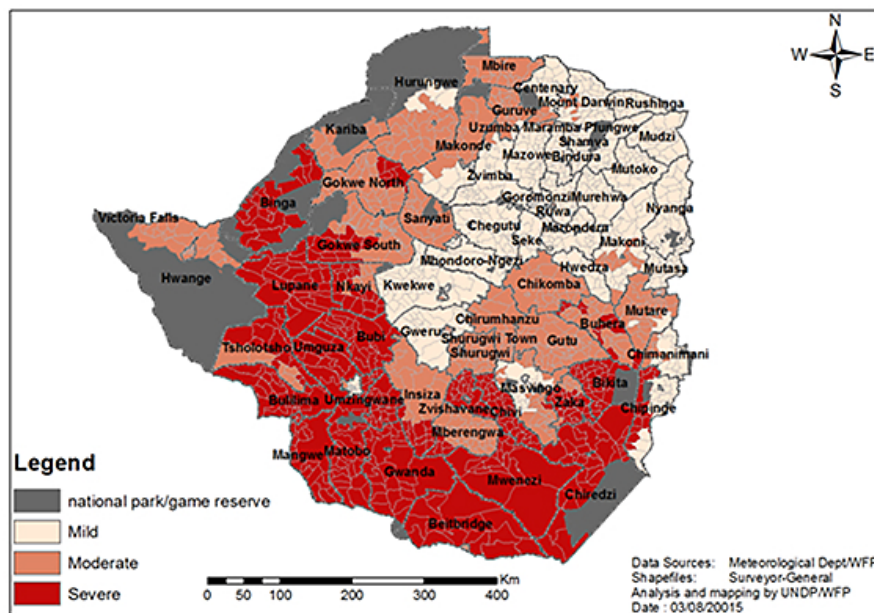 N
W E
S
Mbire
Hurungwe
Centenary
Mount Darwin
Rushinga
Guruve
Kariba
Uzumba Maramba Pfungwe
Mudzi
Makonde
Shamva
Mazowe
Bindura
Mutoko
Zvimba
Gokwe North
Goromonzi
Murehwa
Binga
Ruwa
Nyanga
Sanyati
Chegutu
Macondera
Victoria Falls
Seke
Makoni
Gokwe South
Mhondoro-Ngezi
Hwedza
Mutasa
Hwange
Lupane
Nkayi
Kwekwe
Chikomba
Mutare
Chirumhanzu
Gweru
Buhera
Bubi
Shurugwi Town
Gutu
Tsholotsho
Umguza
Shurugwi
Chimanimani
Bikita
Masvingo
Insiza
Zaka
Bulilima
Umzingwane
Zvishavane
Chivi
Chipinge
Mberengwa
Mangwe
Matobo
Gwanda
Mwenezi
Chiredzi
Beitbridge
Legend
national park/game reserve
Mild
Moderate
Severe
Km
0 50 100 200 300 400
Data Sources: Meteorological Dept/WFP
Shapefiles: Surveyor-General
Analysis and mapping by UNDP/WFP
Date : 03/08/20015